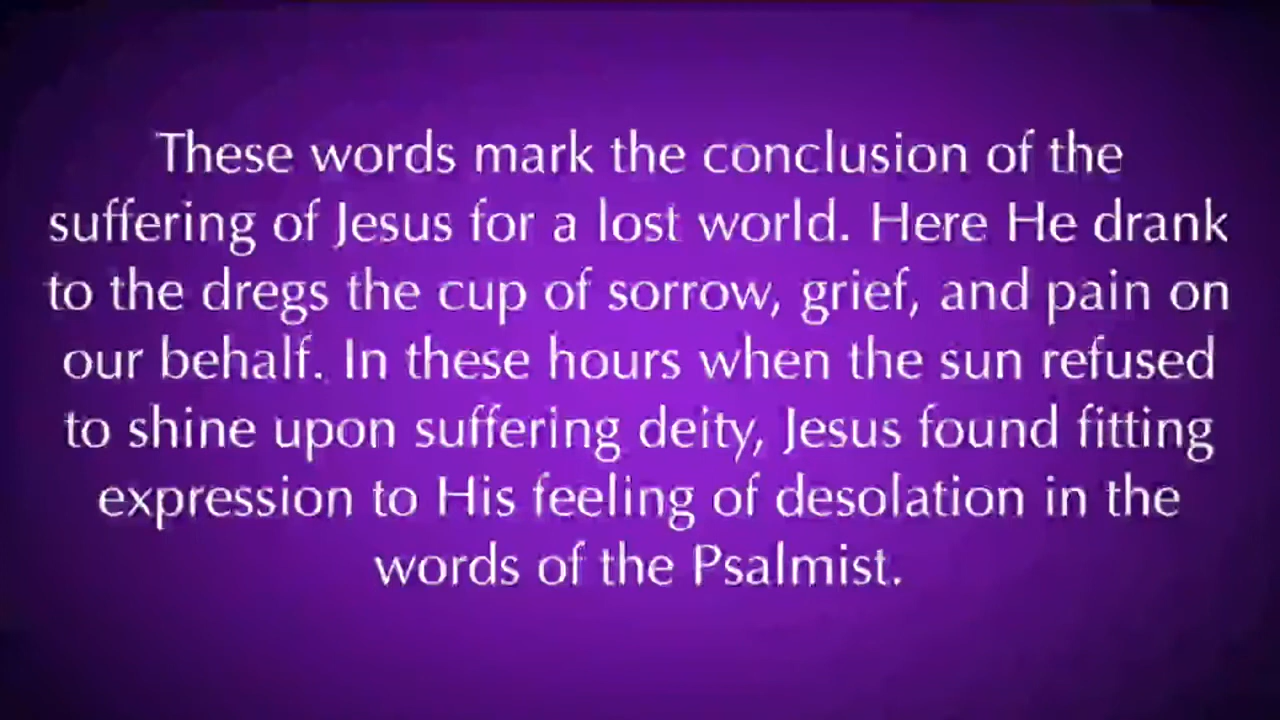 These words mark the conclusion of the
suffering of Jesus for a lost world. Here He drank
to the dregs the cup of sorrow, grief, and pain on
our behalf. In these hours when the sun refused
to shine upon suffering deity, Jesus found fitting
expression to His feeling of desolation in the
words of the Psalmist.